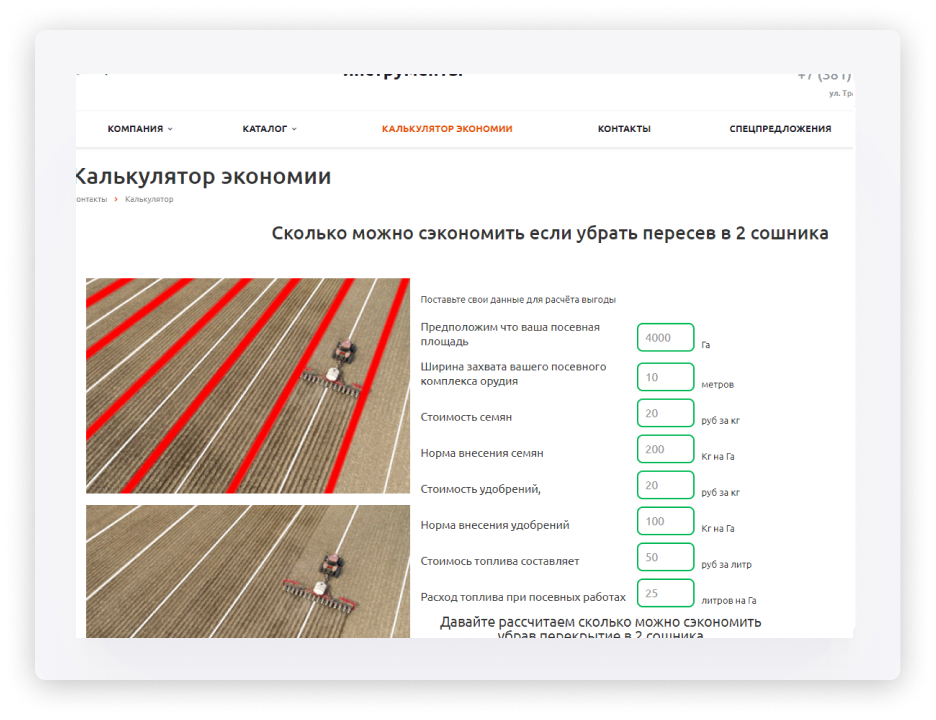 +7 (381)
ул. Тра
КОМПАНИЯ
КАТАЛОГ
КАЛЬКУЛЯТОР ЭКОНОМИИ
КОНТАКТЫ
СПЕЦПРЕДЛОЖЕНИЯ
Калькулятор экономии
онтакты > Калькулятор
Сколько можно сэкономить если убрать пересев в 2 сошника
Поставьте свои данные для расчёта выгоды
Предположим что ваша посевная
площадь
4000 Га
Ширина захвата вашего посевного
комплекса орудия
10 метров
Стоимость семян 20 руб за кг
Норма внесения семян 200 Кг на Га
Стоимость удобрений, 20 руб за кг
Норма внесения удобрений 100 Кг на Га
Стоимось топлива составляет 50 руб за литр
Расход топлива при посевных работах 25 литров на Га
Давайте рассчитаем сколько можно сэкономить
убрав перекрытие в 2 сошника